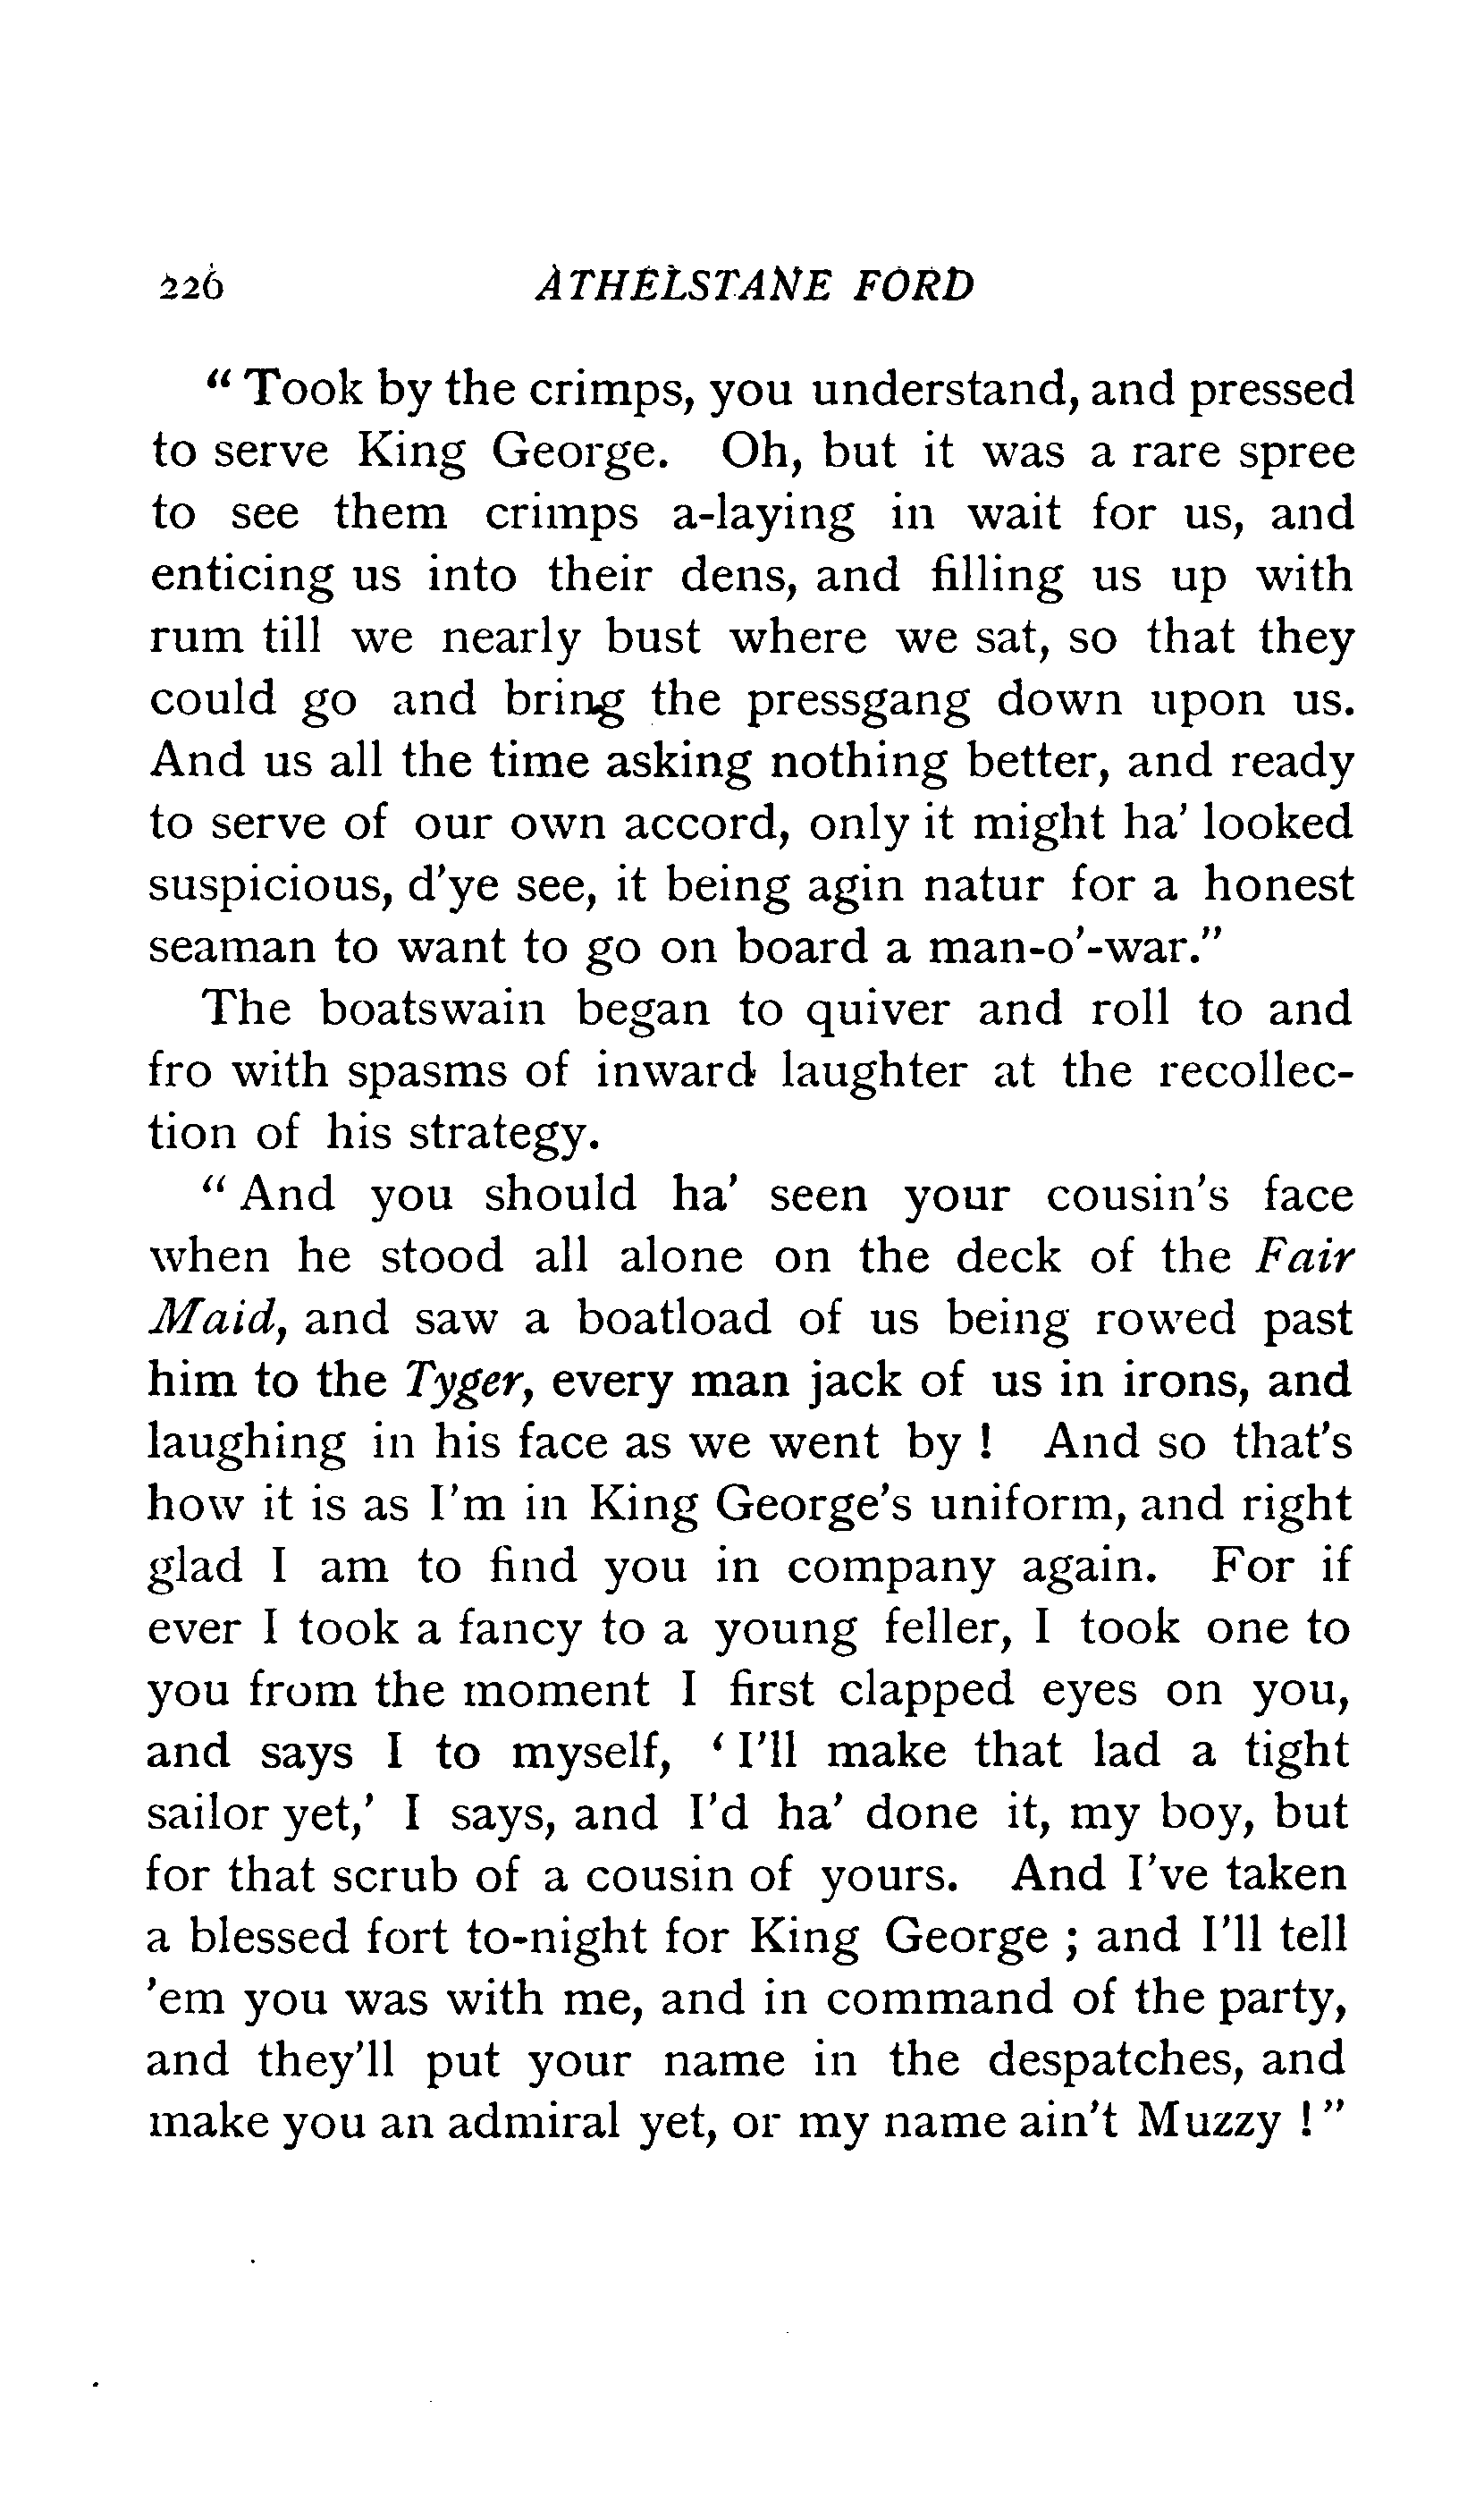 226 ATHELSTANE FORD
" Took by the crimps, you understand, and pressed
to serve King George. Oh, but it was a rare spree
to see them crimps a-laying in wait for us, and
enticing us into their dens, and filling us up with
rum till we nearly bust where we sat, so that they
could go and bring the pressgang down upon us.
And us all the time asking nothing better, and ready
to serve of our own accord, only it might ha' looked
suspicious, d'ye see, it being agin natur for a honest
seaman to want to go on board a man-o'-war."
The boatswain began to quiver and roll to and
fro with spasms of inward laughter at the recollec-
tion of his strategy.
" And you should ha' seen your cousin's face
when he stood all alone on the deck of the Fair
Maid, and saw a boatload of us being rowed past
him to the Tyger, every man jack of us in irons, and
laughing in his face as we went by ! And so that's
how it is as I'm in King George's uniform, and right
glad I am to find you in company again. For if
ever I took a fancy to a young feller, I took one to
you from the moment I first clapped eyes on you,
and says I to myself, ' I'll make that lad a tight
sailor yet,' I says, and I'd ha' done it, my boy, but
for that scrub of a cousin of yours. And I've taken
a blessed fort to-night for King George ; and I'll tell
'em you was with me, and in command of the party,
and they'll put your name in the despatches, and
make you an admiral yet, or my name ain't Muzzy ! "